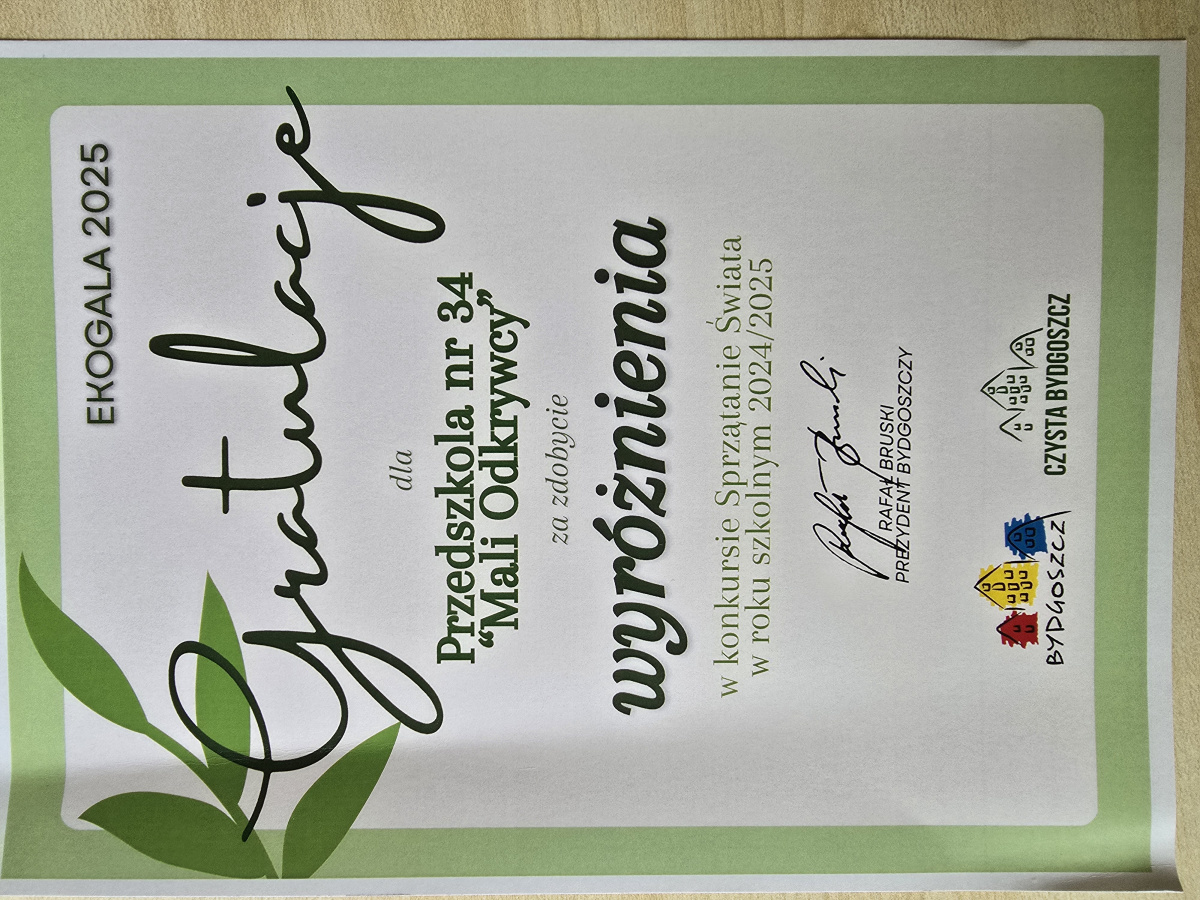 EKOGALA 2025
Gratulacje
dla
Przedszkola nr 34
“Mali Odkrywcy”
za zdobycie
wyróżnienia
w konkursie Sprzątanie Świata
w roku szkolnym 2024/2025
RAFAŁ BRUSKI
PREZYDENT BYDGOSZCZY
BYDGOSZCZ
CZYSTA BYDGOSZCZ